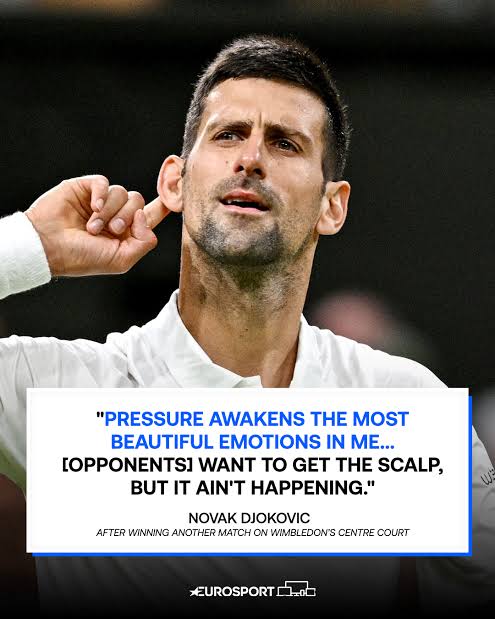 "PRESSURE AWAKENS THE MOST
BEAUTIFUL EMOTIONS IN ME...
[OPPONENTS] WANT TO GET THE SCALP,
BUT IT AIN'T HAPPENING."
NOVAK DJOKOVIC
AFTER WINNING ANOTHER MATCH ON WIMBLEDON'S CENTRE COURT
EUROSPORT